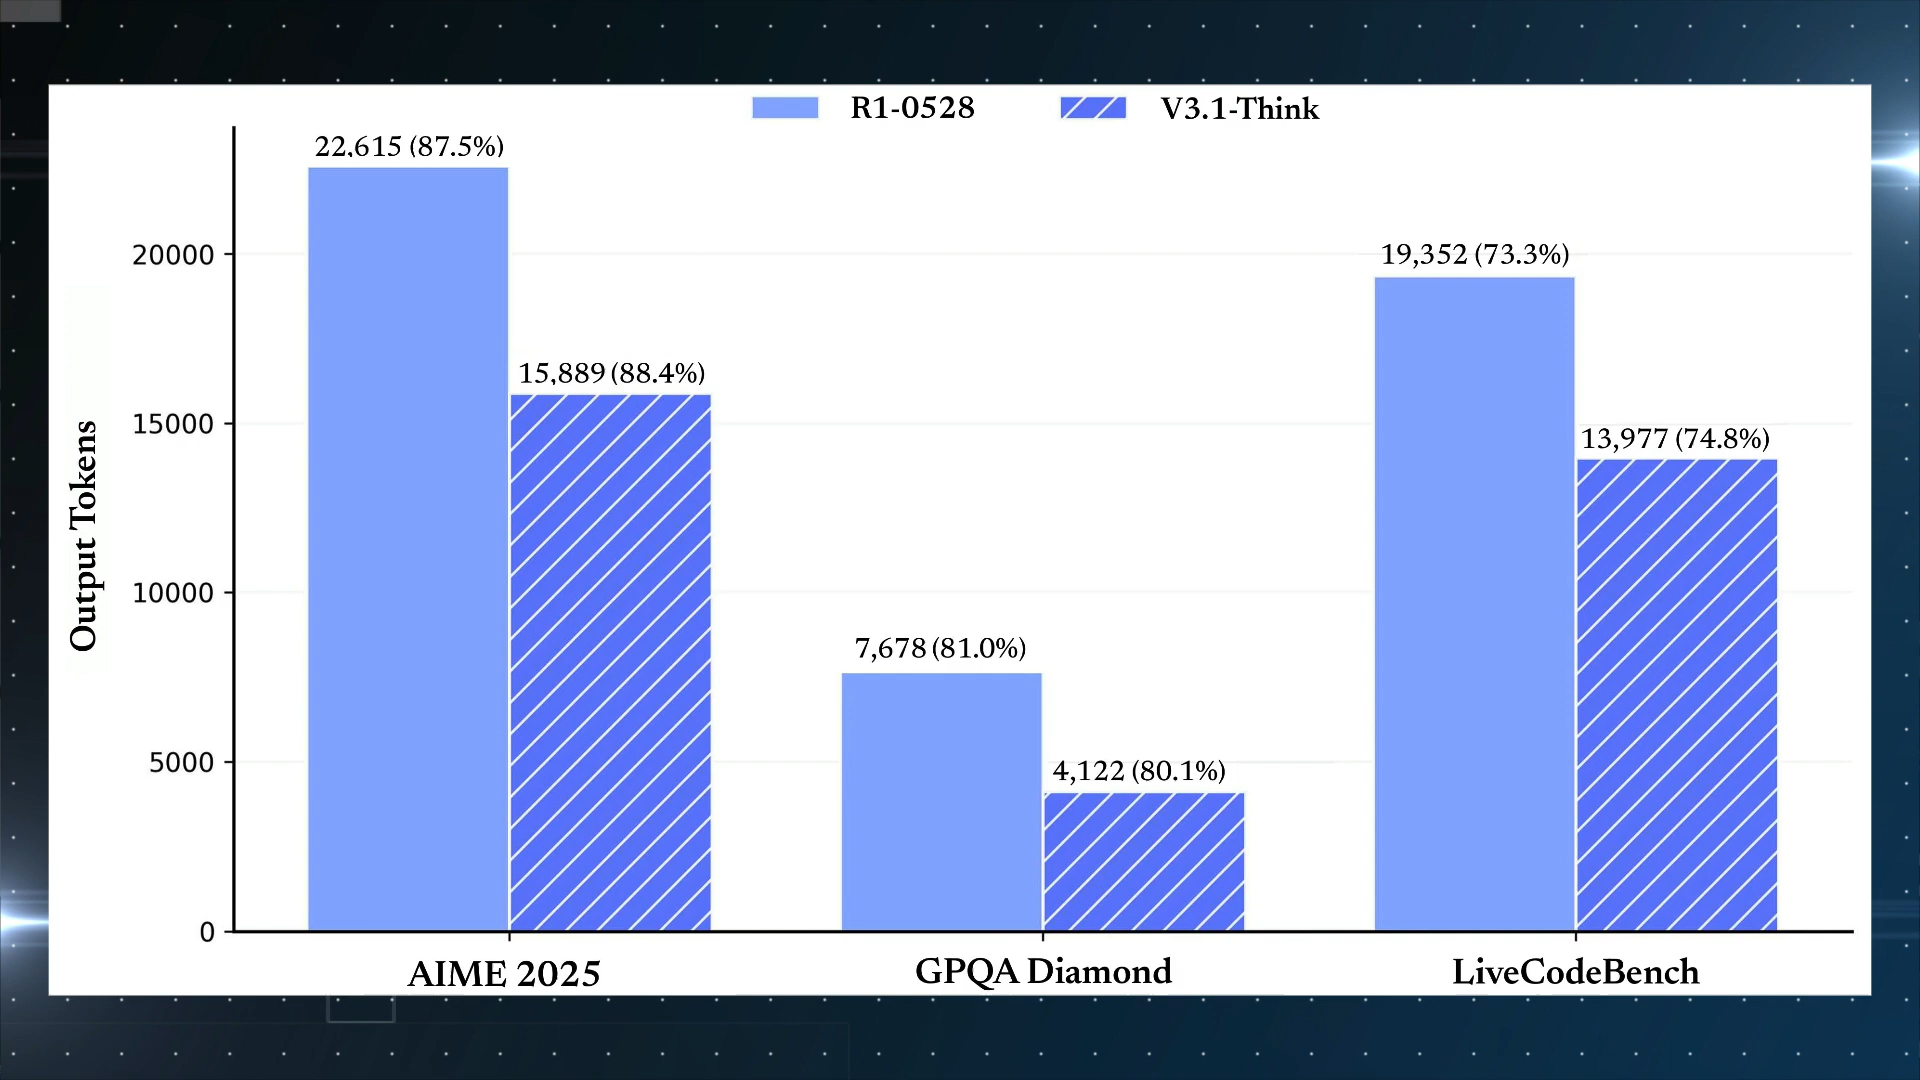 R1-0528
V3.1-Think
22,615 (87.5%)
15,889 (88.4%)
7,678 (81.0%)
4,122 (80.1%)
19,352 (73.3%)
13,977 (74.8%)
20000
15000
10000
5000
0
Output Tokens
AIME 2025
GPQA Diamond
LiveCodeBench